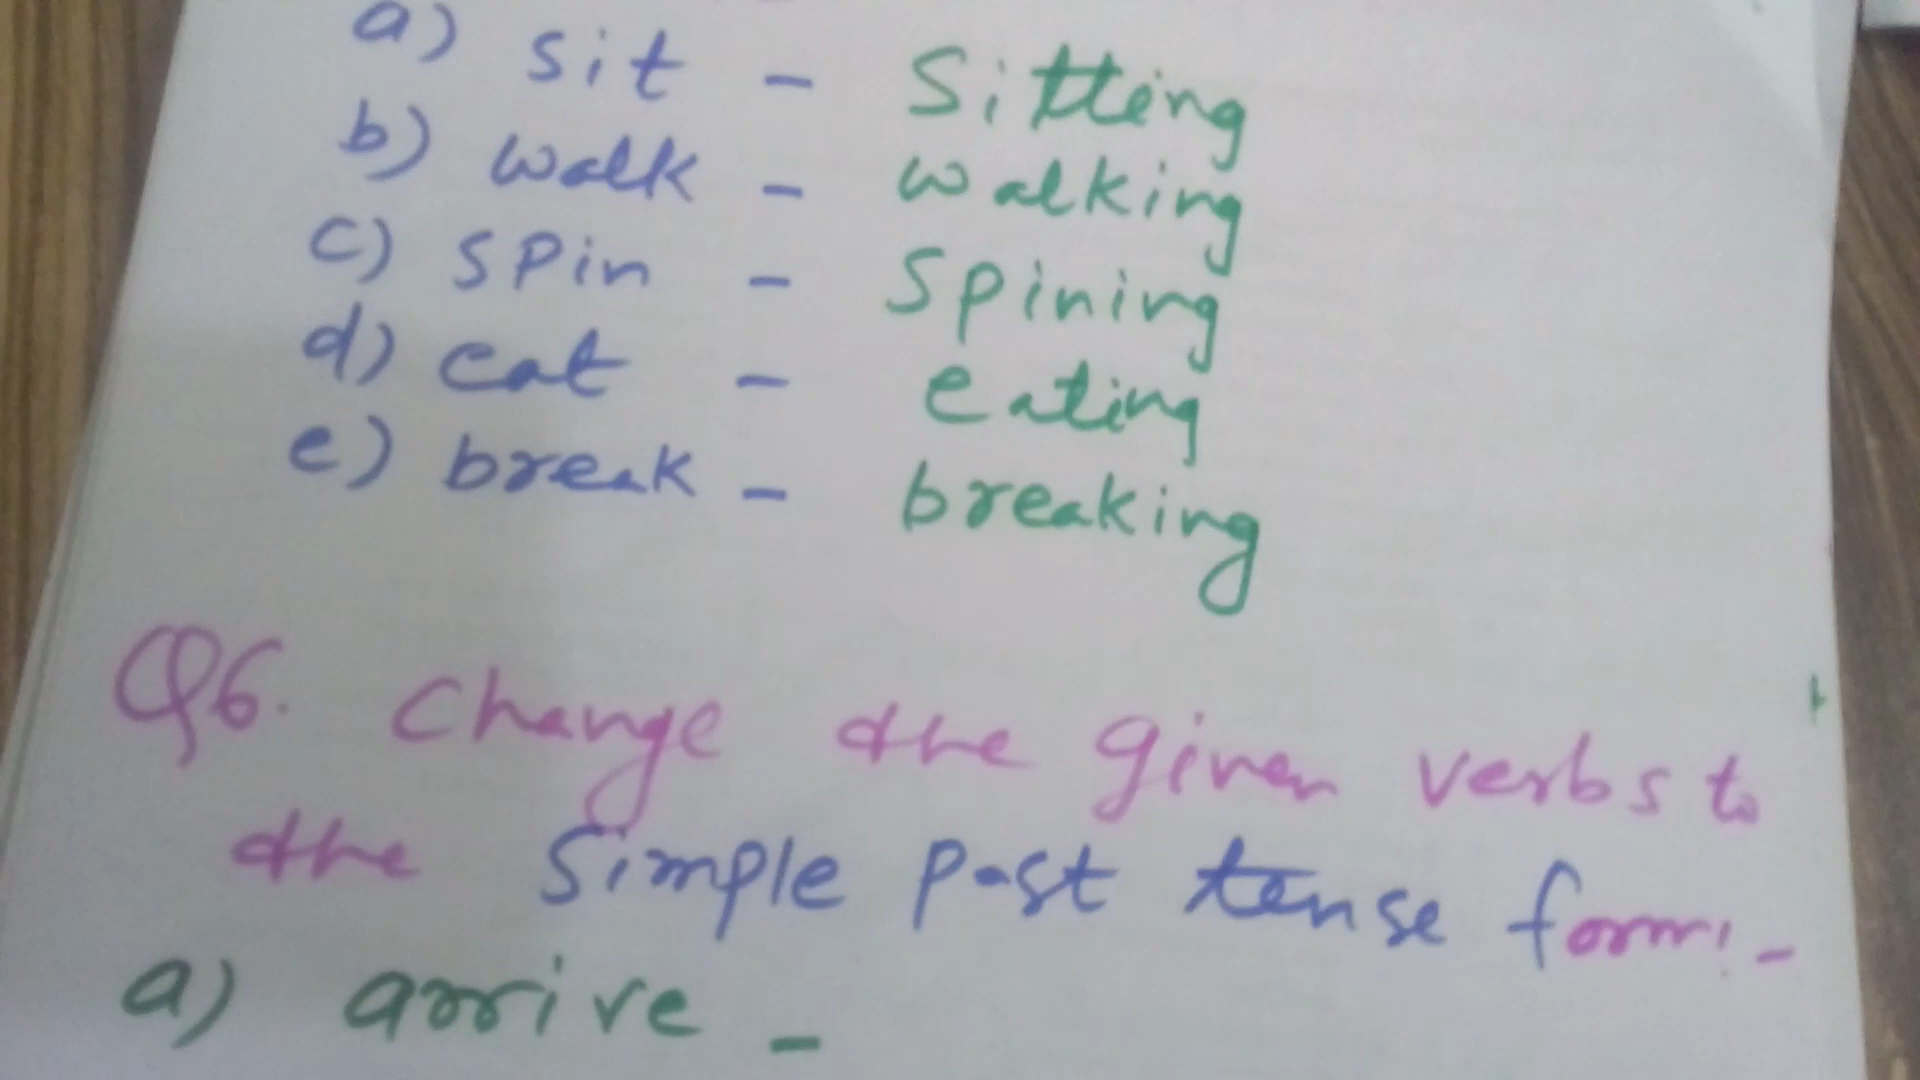 a) sit - Sitting
b) walk - walking
c) spin - Spining
d) eat - eating
e) break - breaking
Q6. Change the given verbs to
the Simple past tense form:-
a) arrive -